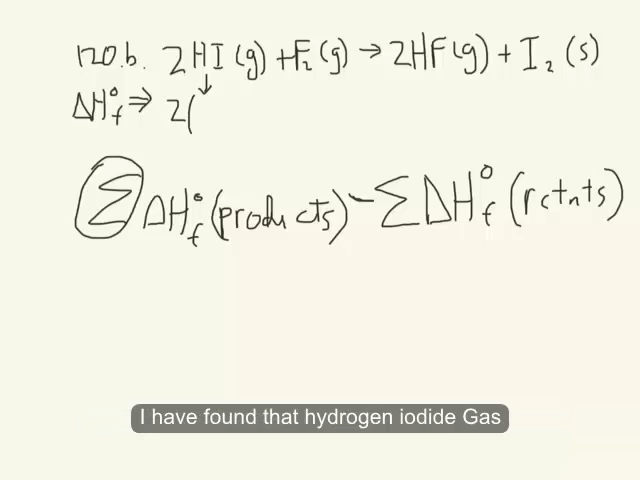 120.b. 2HI(g) + F₂(g) → 2HF(g) + I₂(s)
↓
ΔH°f ⇒ 2(
Σ ΔH°f (products) - Σ ΔH°f (rctnts)
I have found that hydrogen iodide Gas